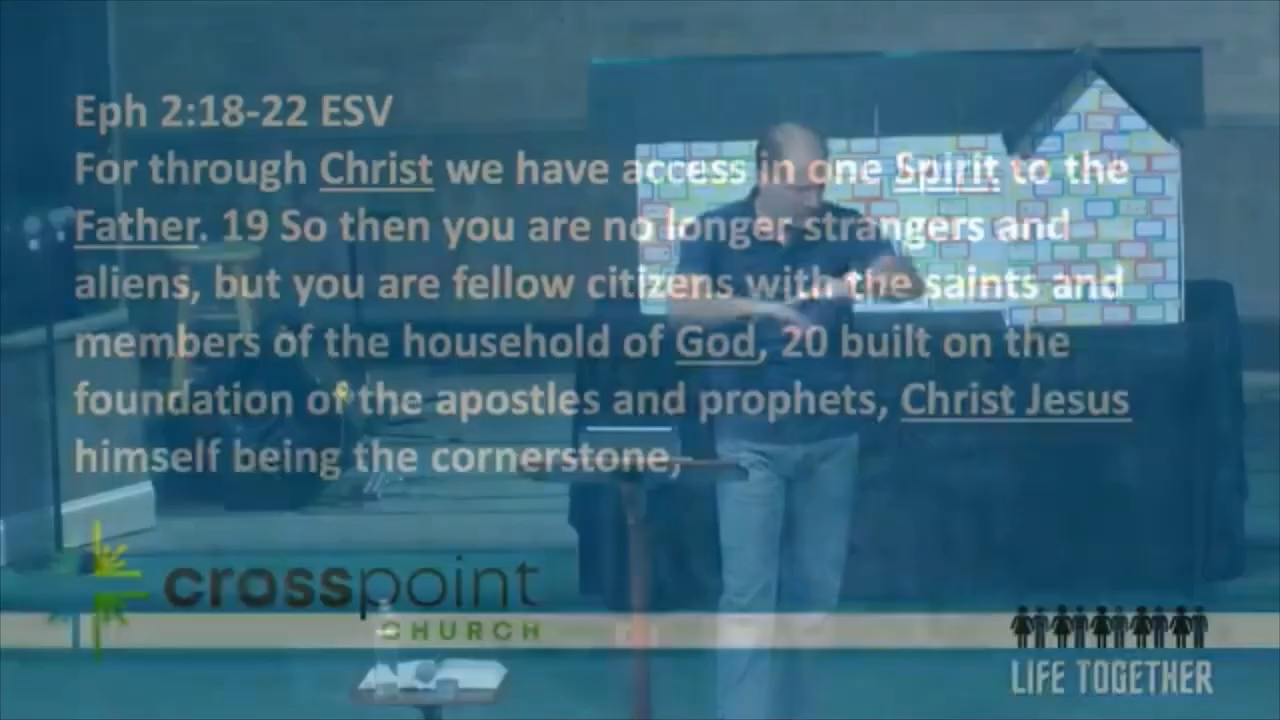 Eph 2:18-22 ESV
For through Christ we have access in one Spirit to the
Father. 19 So then you are no longer strangers and
aliens, but you are fellow citizens with the saints and
members of the household of God, 20 built on the
foundation of the apostles and prophets, Christ Jesus
himself being the cornerstone,
crosspoint
CHURCH
LIFE TOGETHER